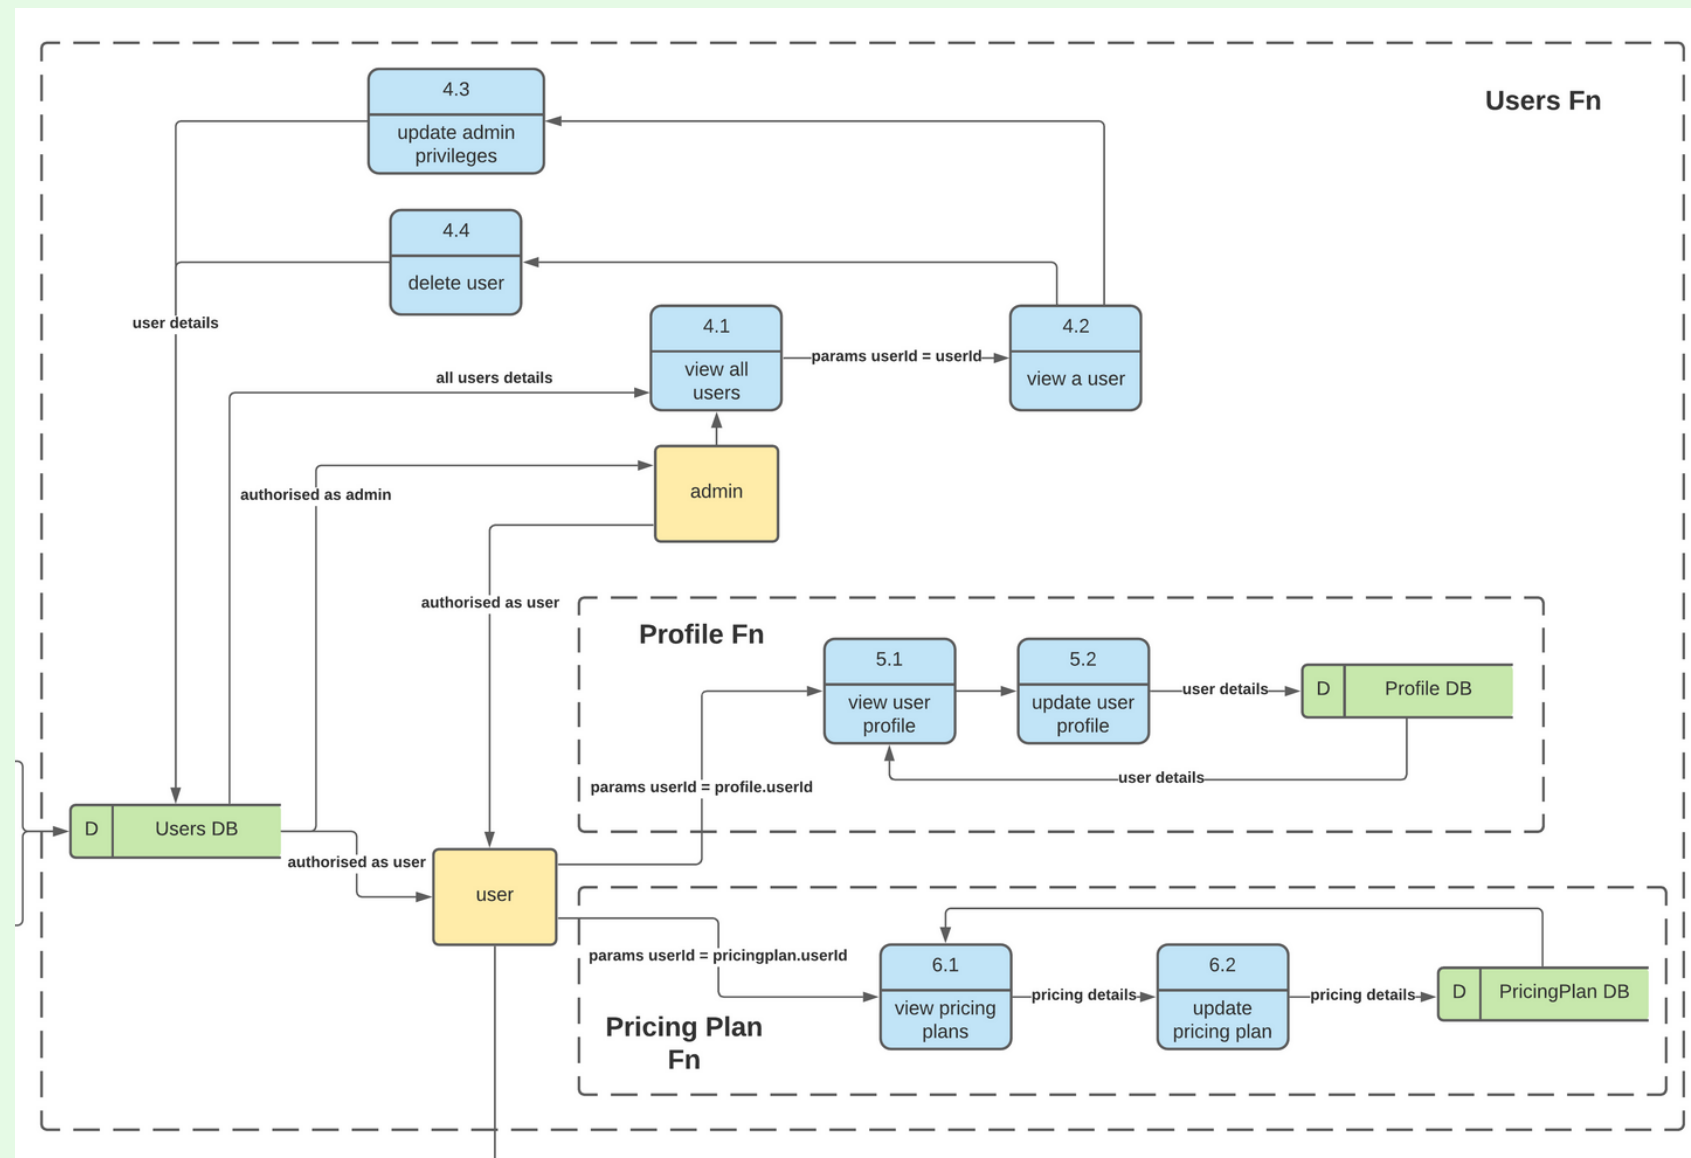 Users Fn
4.3
update admin
privileges
4.4
delete user
user details
4.1
view all
users
params userId = userId
4.2
view a user
all users details
authorised as admin
admin
authorised as user
Profile Fn
5.1
view user
profile
5.2
update user
profile
user details
D
Profile DB
user details
params userId = profile.userId
D
Users DB
authorised as user
user
params userId = pricingplan.userId
6.1
view pricing
plans
pricing details
6.2
update
pricing plan
pricing details
D
PricingPlan DB
Pricing Plan
Fn